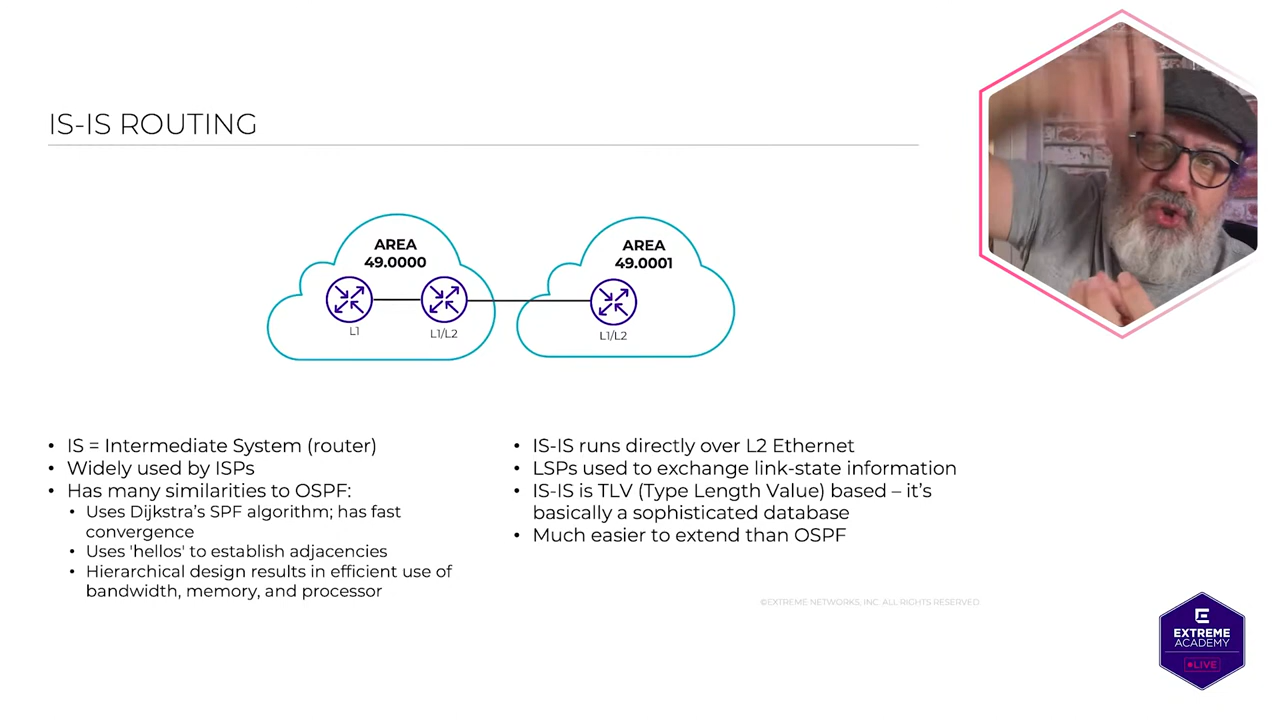 IS-IS ROUTING
AREA
49.0000
AREA
49.0001
L1
L1/L2
L1/L2
• IS = Intermediate System (router)
• Widely used by ISPs
• Has many similarities to OSPF:
• Uses Dijkstra's SPF algorithm; has fast
convergence
• Uses 'hellos' to establish adjacencies
• Hierarchical design results in efficient use of
bandwidth, memory, and processor
• IS-IS runs directly over L2 Ethernet
• LSPs used to exchange link-state information
• IS-IS is TLV (Type Length Value) based – it's
basically a sophisticated database
• Much easier to extend than OSPF
©EXTREME NETWORKS, INC. ALL RIGHTS RESERVED
EXTREME
ACADEMY
LIVE